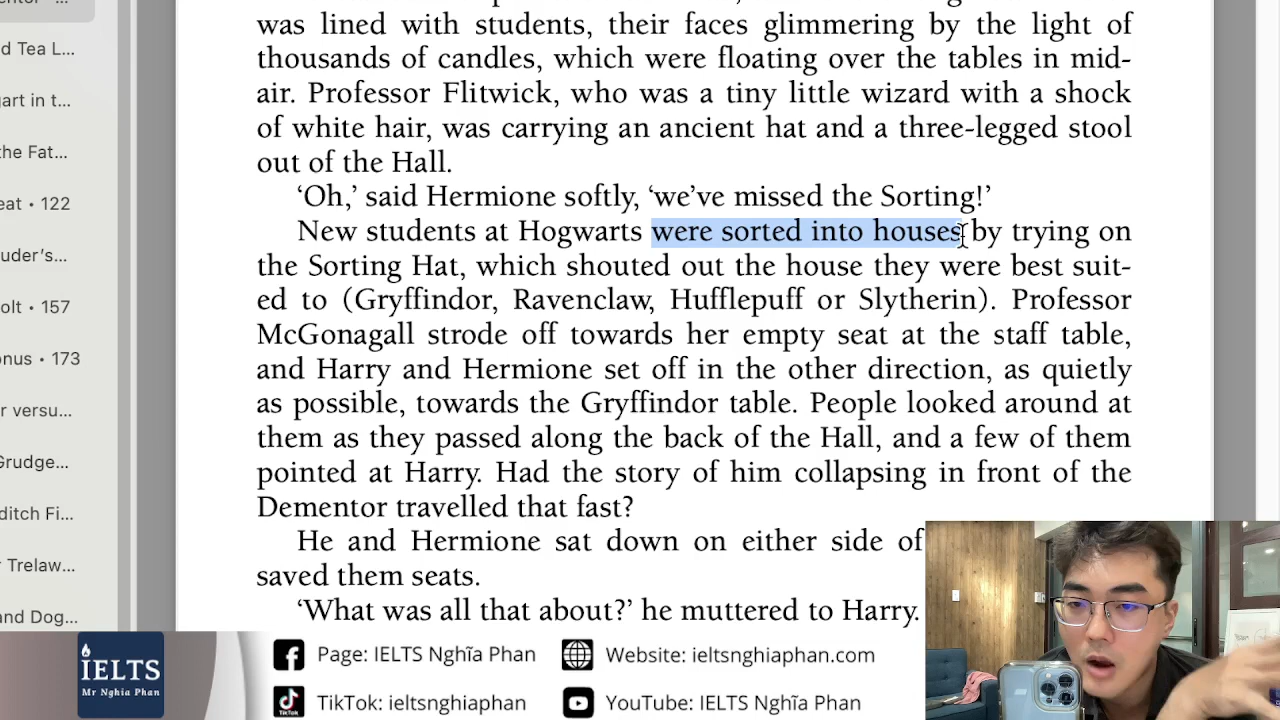 d Tea L...
art in t...
the Fat...
eat • 122
uder's...
olt • 157
onus • 173
r versu...
Grudge...
ditch Fi...
r Trelaw...
and Dog...
was lined with students, their faces glimmering by the light of
thousands of candles, which were floating over the tables in mid-
air. Professor Flitwick, who was a tiny little wizard with a shock
of white hair, was carrying an ancient hat and a three-legged stool
out of the Hall.
‘Oh,’ said Hermione softly, ‘we’ve missed the Sorting!’
New students at Hogwarts were sorted into houses by trying on
the Sorting Hat, which shouted out the house they were best suit-
ed to (Gryffindor, Ravenclaw, Hufflepuff or Slytherin). Professor
McGonagall strode off towards her empty seat at the staff table,
and Harry and Hermione set off in the other direction, as quietly
as possible, towards the Gryffindor table. People looked around at
them as they passed along the back of the Hall, and a few of them
pointed at Harry. Had the story of him collapsing in front of the
Dementor travelled that fast?
He and Hermione sat down on either side of
saved them seats.
‘What was all that about?’ he muttered to Harry.
IELTS
Mr Nghia Phan
Page: IELTS Nghĩa Phan
Website: ieltsnghiaphan.com
TikTok
TikTok: ieltsnghiaphan
YouTube: IELTS Nghĩa Phan